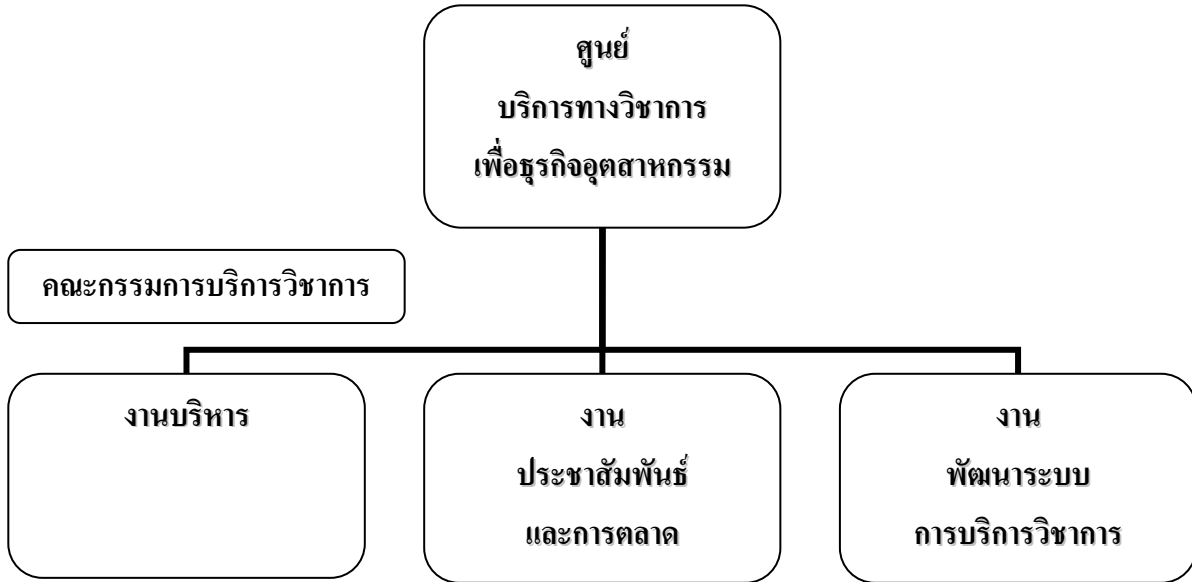 ศูนย์
บริการทางวิชาการ
เพื่อธุรกิจอุตสาหกรรม
คณะกรรมการบริการวิชาการ
งานบริหาร
งาน
ประชาสัมพันธ์
และการตลาด
งาน
พัฒนาระบบ
การบริการวิชาการ